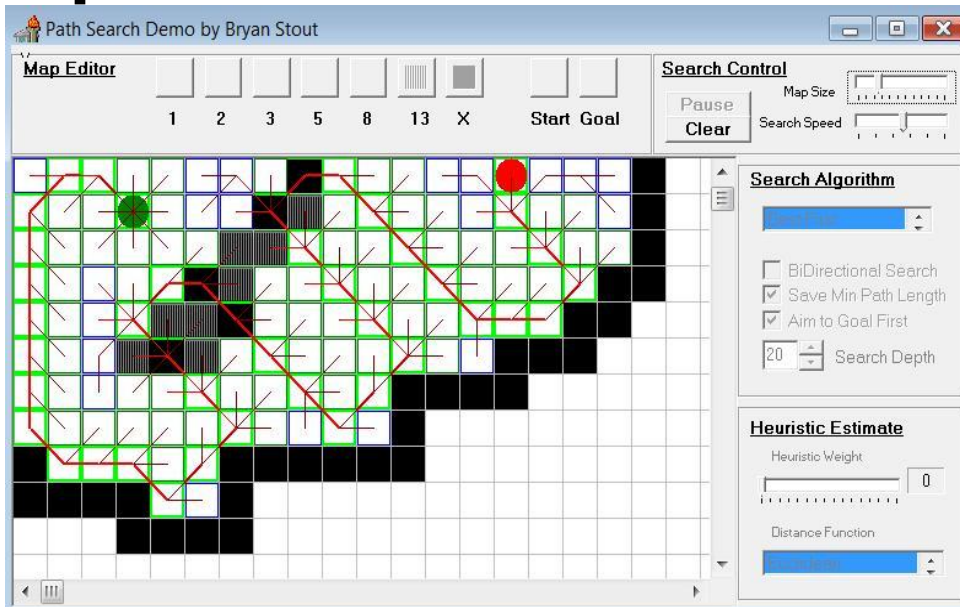 Path Search Demo by Bryan Stout
Map Editor
1 2 3 5 8 13 X Start Goal
Search Control
Map Size
Pause
Search Speed
Clear
Search Algorithm
BiDirectional Search
Save Min Path Length
Aim to Goal First
20 Search Depth
Heuristic Estimate
Heuristic Weight
0
Distance Function